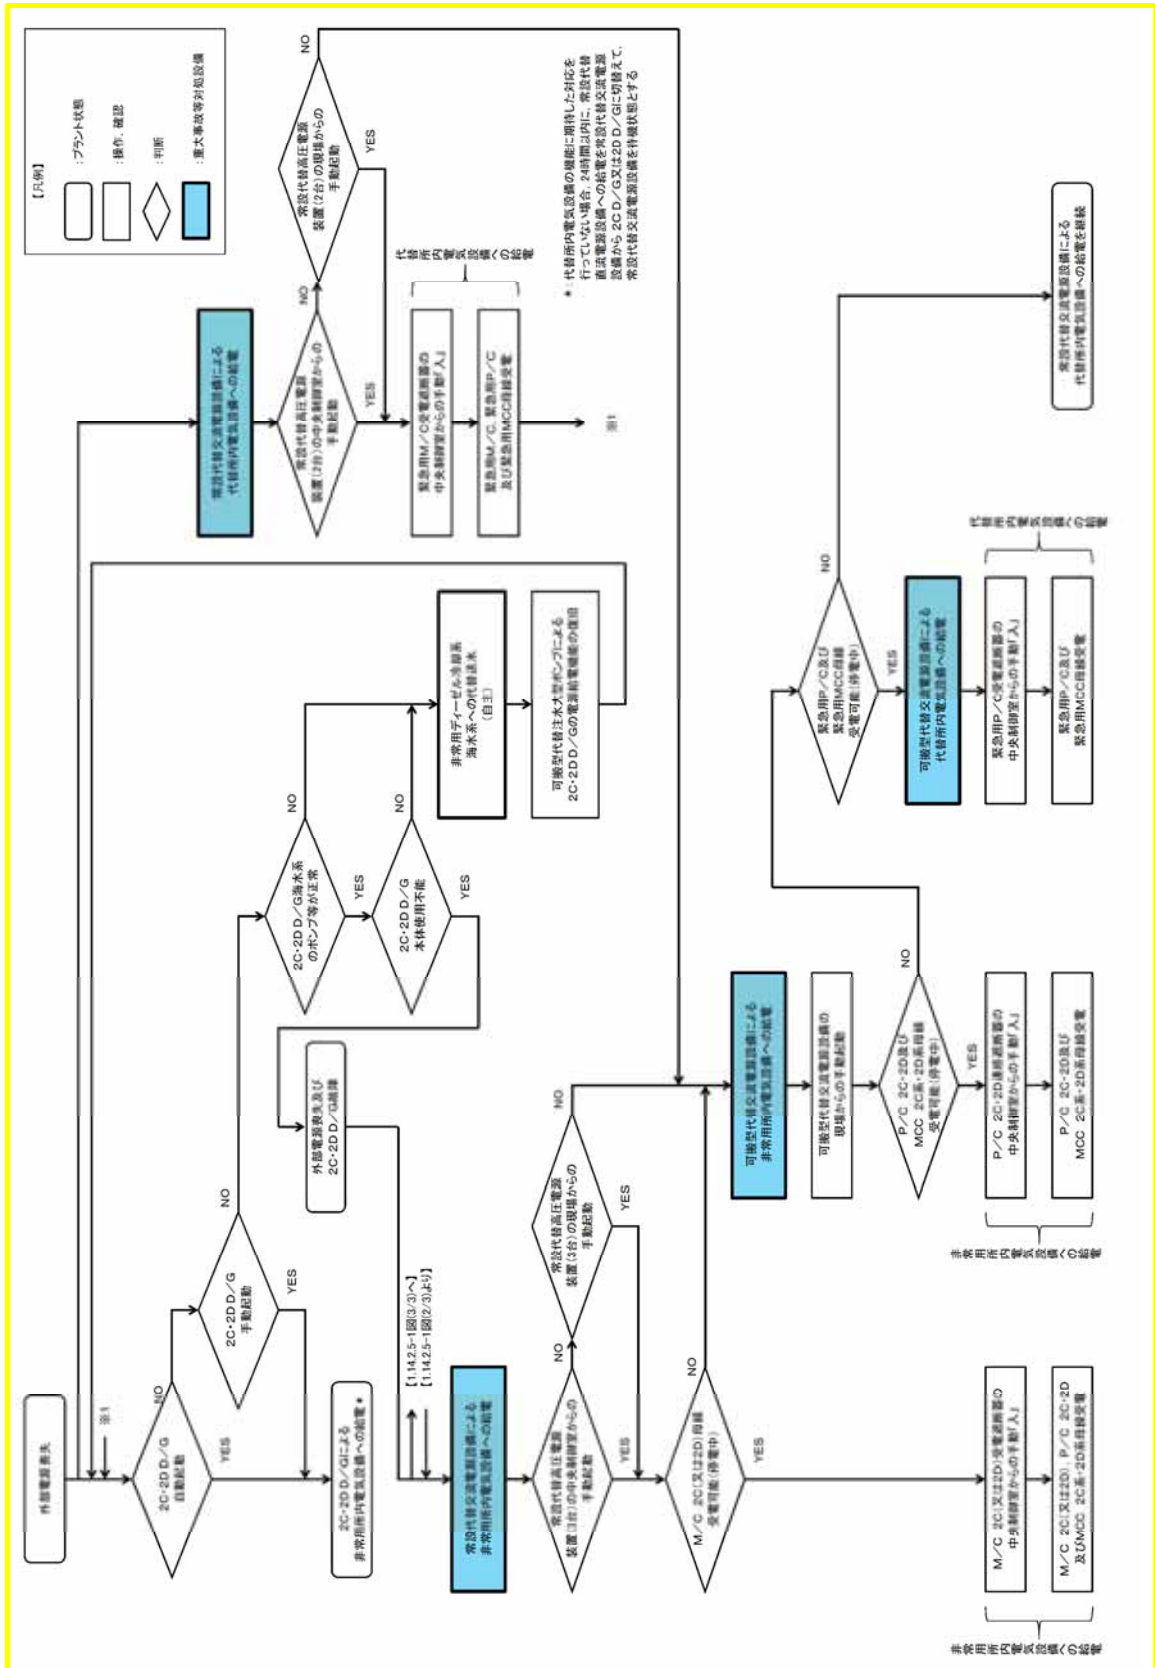 【凡例】
：プラント状態
：操作, 確認
：判断
：重大事故等対処設備
外部電源喪失
※1
2C・2D D／G
自動起動
NO
YES
2C・2D D／G
手動起動
NO
YES
2C・2D D／Gによる
非常用所内電気設備への給電＊
2C・2D D／G海水系
のポンプ等が正常
NO
YES
2C・2D D／G
本体使用不能
NO
YES
非常用ディーゼル冷却系
海水系への代替送水
(自主)
可搬型代替注水大型ポンプによる
2C・2D D／Gの電源給電機能の復旧
外部電源喪失及び
2C・2D D／G故障
【1.14.2.5-1図(3/3)へ】
【1.14.2.5-1図(2/3)より】
常設代替交流電源設備による
代替所内電気設備への給電
常設代替高圧電源
装置(2台)の中央制御室からの
手動起動
NO
YES
常設代替高圧電源
装置(2台)の現場からの
手動起動
NO
YES
緊急用M／C受電遮断器の
中央制御室からの手動「入」
緊急用M／C, 緊急用P／C
及び緊急用MCC母線受電
代替所内電気設備への給電
※1
＊：代替所内電気設備の機能に期待した対応を
行っていない場合, 24時間以内に, 常設代替
直流電源設備への給電を常設代替交流電源
設備から 2C D／G又は2D D／Gに切替えて,
常設代替交流電源設備を待機状態とする
常設代替交流電源設備による
非常用所内電気設備への給電
常設代替高圧電源
装置(3台)の中央制御室からの
手動起動
NO
YES
常設代替高圧電源
装置(3台)の現場からの
手動起動
NO
YES
M／C 2C(又は2D)母線
受電可能(停電中)
NO
YES
M／C 2C(又は2D)受電遮断器の
中央制御室からの手動「入」
M／C 2C(又は2D), P／C 2C・2D
及びMCC 2C系・2D系母線受電
非常用所内電気設備への給電
可搬型代替交流電源設備による
非常用所内電気設備への給電
可搬型代替交流電源設備の
現場からの手動起動
P／C 2C・2D及び
MCC 2C系・2D系母線
受電可能(停電中)
NO
YES
P／C 2C・2D連絡遮断器の
中央制御室からの手動「入」
P／C 2C・2D及び
MCC 2C系・2D系母線受電
非常用所内電気設備への給電
緊急用P／C及び
緊急用MCC母線
受電可能(停電中)
NO
YES
可搬型代替交流電源設備による
代替所内電気設備への給電
緊急用P／C受電遮断器の
中央制御室からの手動「入」
緊急用P／C及び
緊急用MCC母線受電
代替所内電気設備への給電
常設代替交流電源設備による
代替所内電気設備への給電を継続